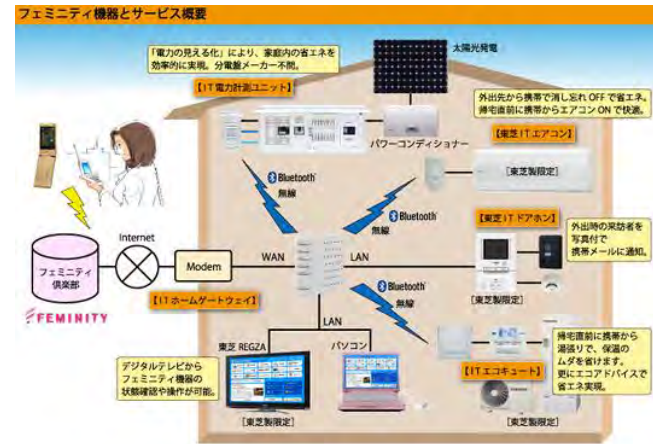 フェミニティ機器とサービス概要
「電力の見える化」により、家庭内の省エネを
効率的に実現。分電盤メーカー不問。
太陽光発電
【IT電力計測ユニット】
外出先から携帯で消し忘れOFFで省エネ。
帰宅直前に携帯からエアコンONで快適。
パワーコンディショナー
【東芝ITエアコン】
[東芝製限定]
Bluetooth
無線
Bluetooth
無線
【東芝ITドアホン】
外出時の来訪者を
写真付で
携帯メールに通知。
[東芝製限定]
Internet
WAN
LAN
フェミニティ
倶楽部
Modem
FEMINITY
【ITホームゲートウェイ】
Bluetooth
無線
LAN
東芝 REGZA
パソコン
デジタルテレビから
フェミニティ機器の
状態確認や操作が可能。
[東芝製限定]
【ITエコキュート】
帰宅直前に携帯から
湯張りで、保温の
ムダを省けます。
更にエコアドバイスで
省エネ実現。
[東芝製限定]